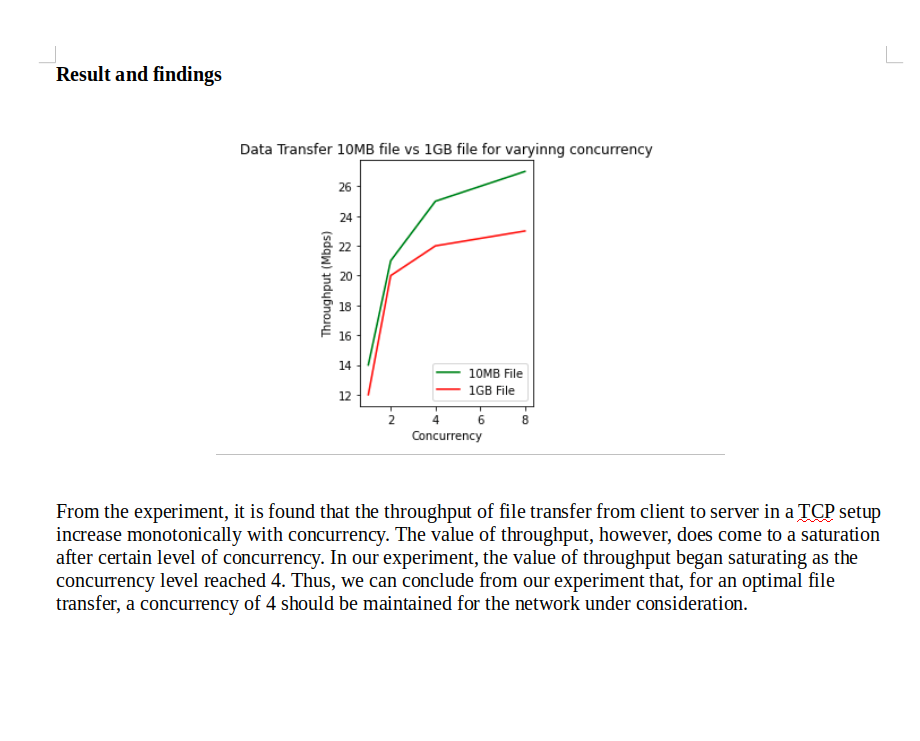 Result and findings
Data Transfer 10MB file vs 1GB file for varyinng concurrency
26
24
22
20
18
16
14
12
Throughput (Mbps)
10MB File
1GB File
2 4 6 8
Concurrency
From the experiment, it is found that the throughput of file transfer from client to server in a TCP setup
increase monotonically with concurrency. The value of throughput, however, does come to a saturation
after certain level of concurrency. In our experiment, the value of throughput began saturating as the
concurrency level reached 4. Thus, we can conclude from our experiment that, for an optimal file
transfer, a concurrency of 4 should be maintained for the network under consideration.